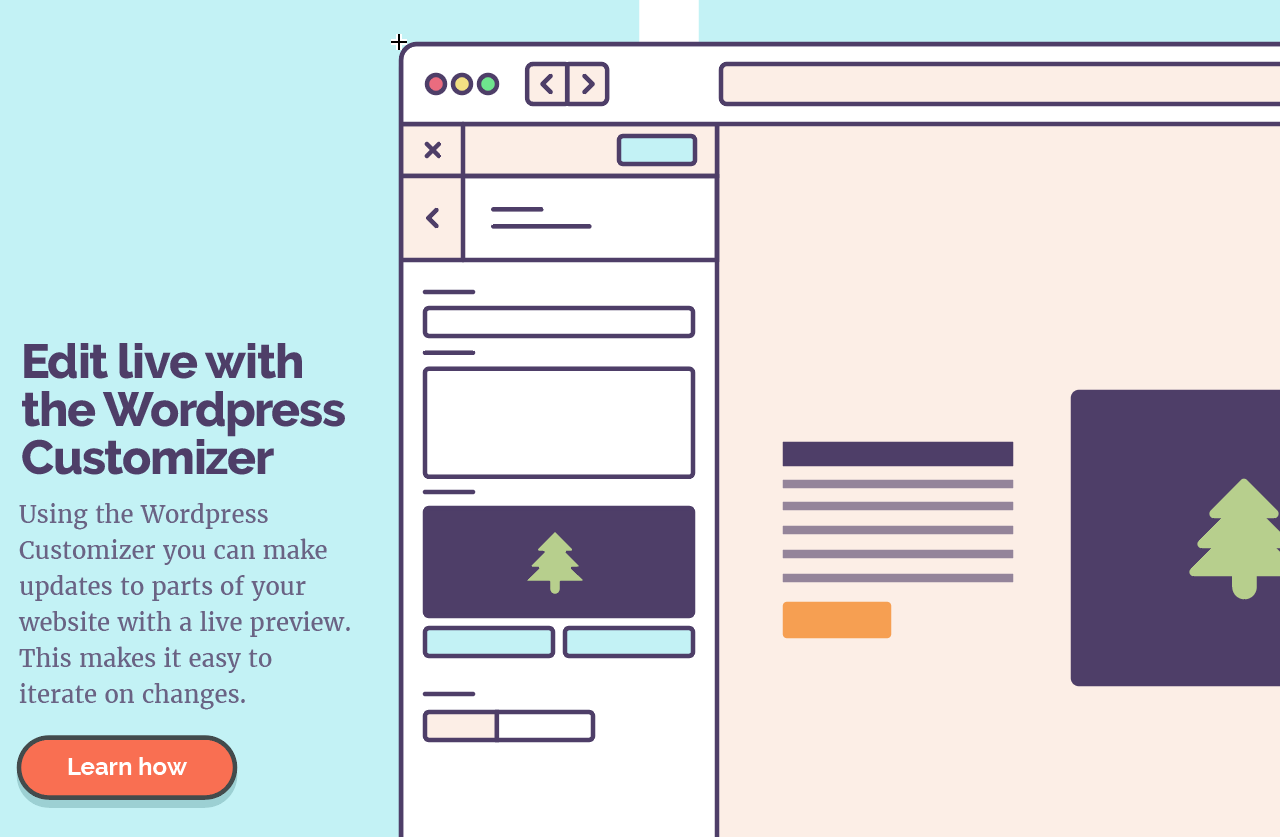 Edit live with
the Wordpress
Customizer
Using the Wordpress
Customizer you can make
updates to parts of your
website with a live preview.
This makes it easy to
iterate on changes.
Learn how